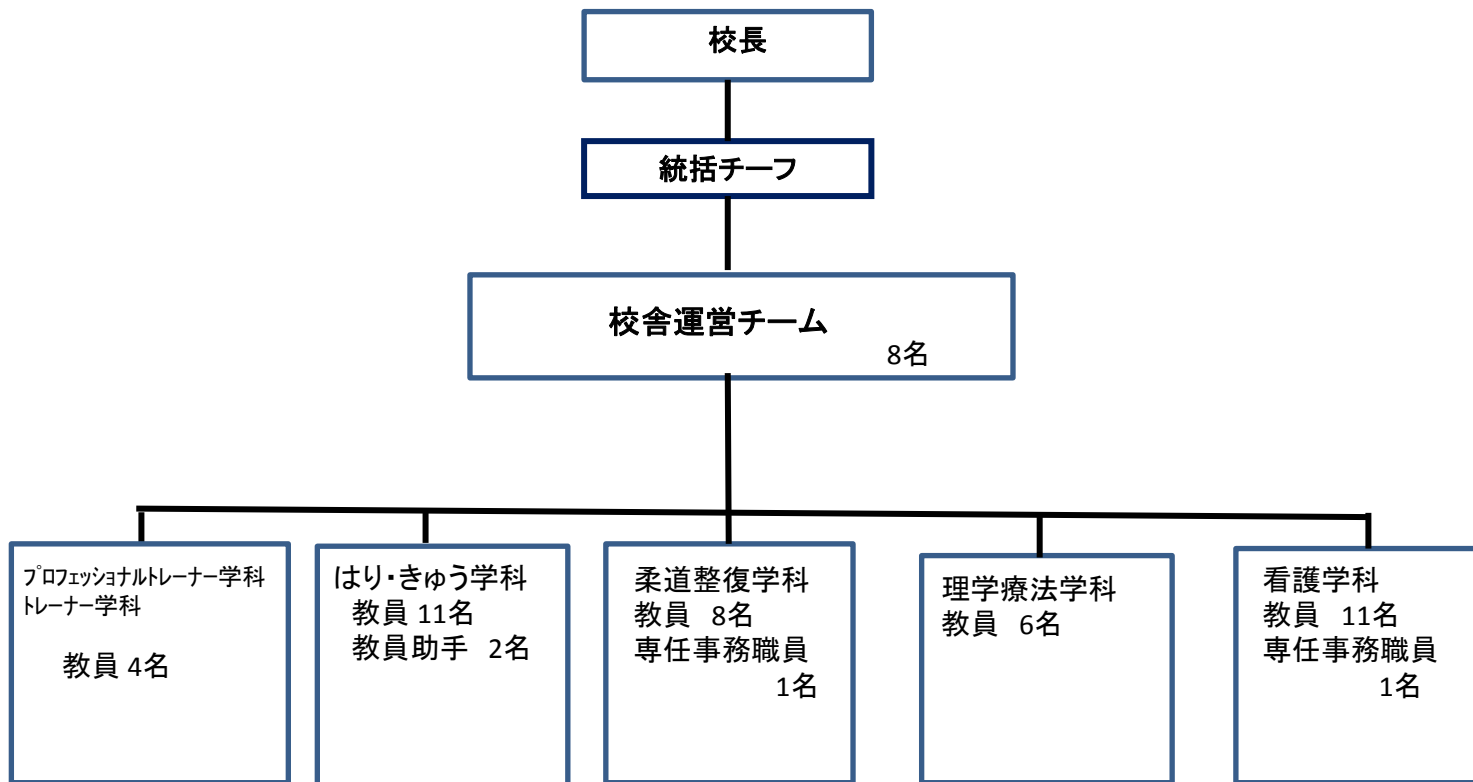 校長
統括チーフ
校舎運営チーム
8名
ﾌﾟﾛﾌｪｯｼｮﾅﾙﾄﾚｰﾅｰ学科
ﾄﾚｰﾅｰ学科
教員 4名
はり・きゅう学科
教員 11名
教員助手 2名
柔道整復学科
教員 8名
専任事務職員
1名
理学療法学科
教員 6名
看護学科
教員 11名
専任事務職員
1名